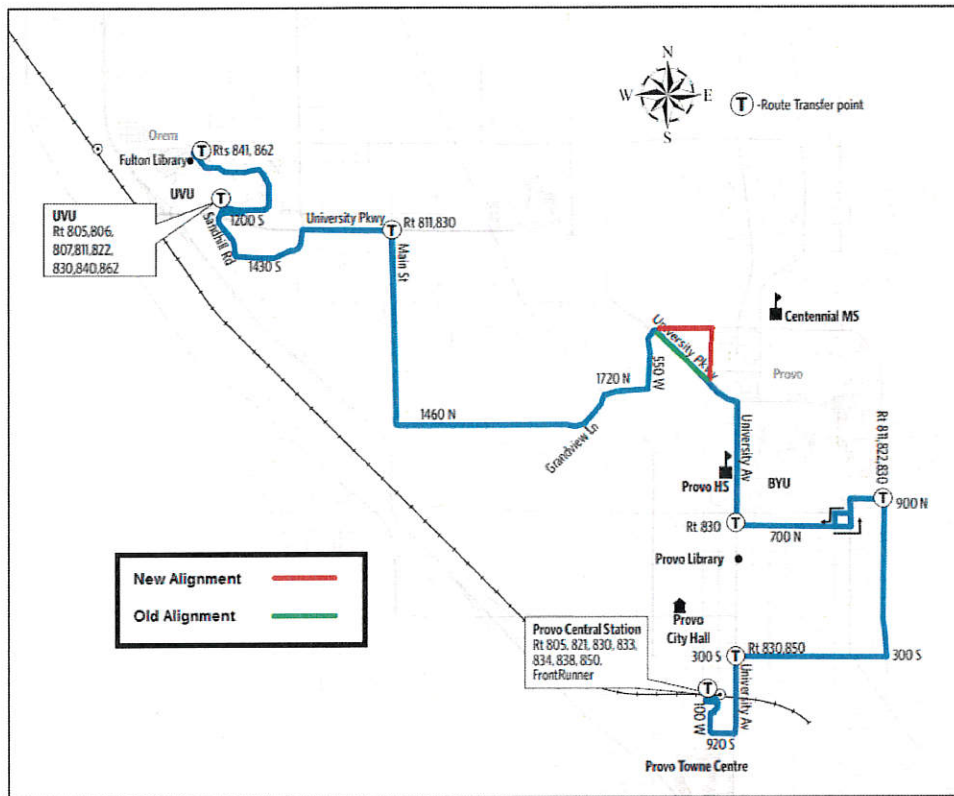 N
W
E
S
T
-Route Transfer point
Orem
T
Rts 841, 862
Fulton Library
UVU
T
UVU
Rt 805,806,
807,811,822,
830,840,862
1200 S
Sandhill Rd
1430 S
University Pkwy
T
Rt 811,830
Main St
Centennial MS
University Pkwy
Provo
550 W
1720 N
1460 N
Grandview Ln
University Av
Rt 811,822,830
Provo HS
BYU
T
900 N
Rt 830
T
700 N
Provo Library
New Alignment
Old Alignment
Provo
City Hall
Provo Central Station
Rt 805, 821, 830, 833,
834, 838, 850,
FrontRunner
300 S
T
Rt 830,850
300 S
T
100 W
University Av
920 S
Provo Towne Centre